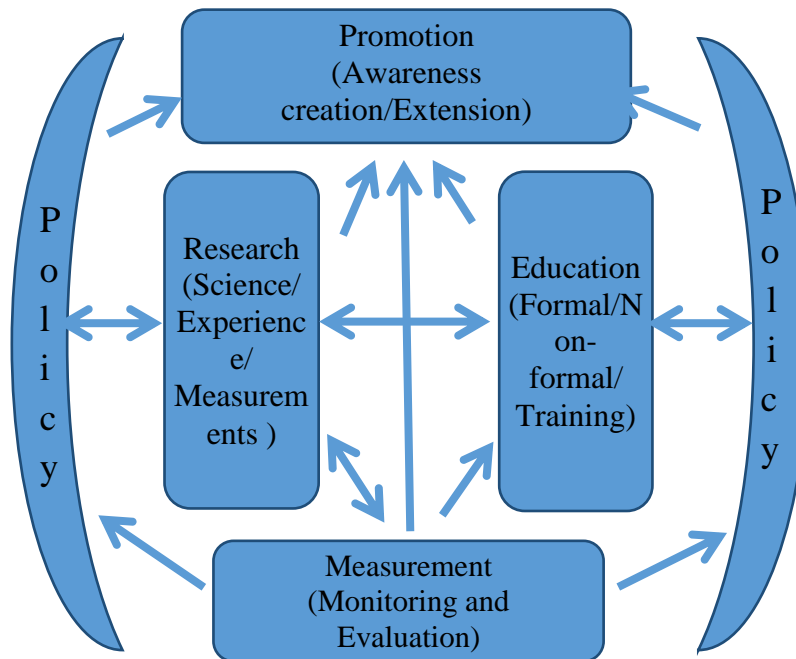 Promotion
(Awareness
creation/Extension)
P
o
l
i
c
y
Research
(Science/
Experienc
e/
Measurem
ents )
Education
(Formal/N
on-
formal/
Training)
P
o
l
i
c
y
Measurement
(Monitoring and
Evaluation)